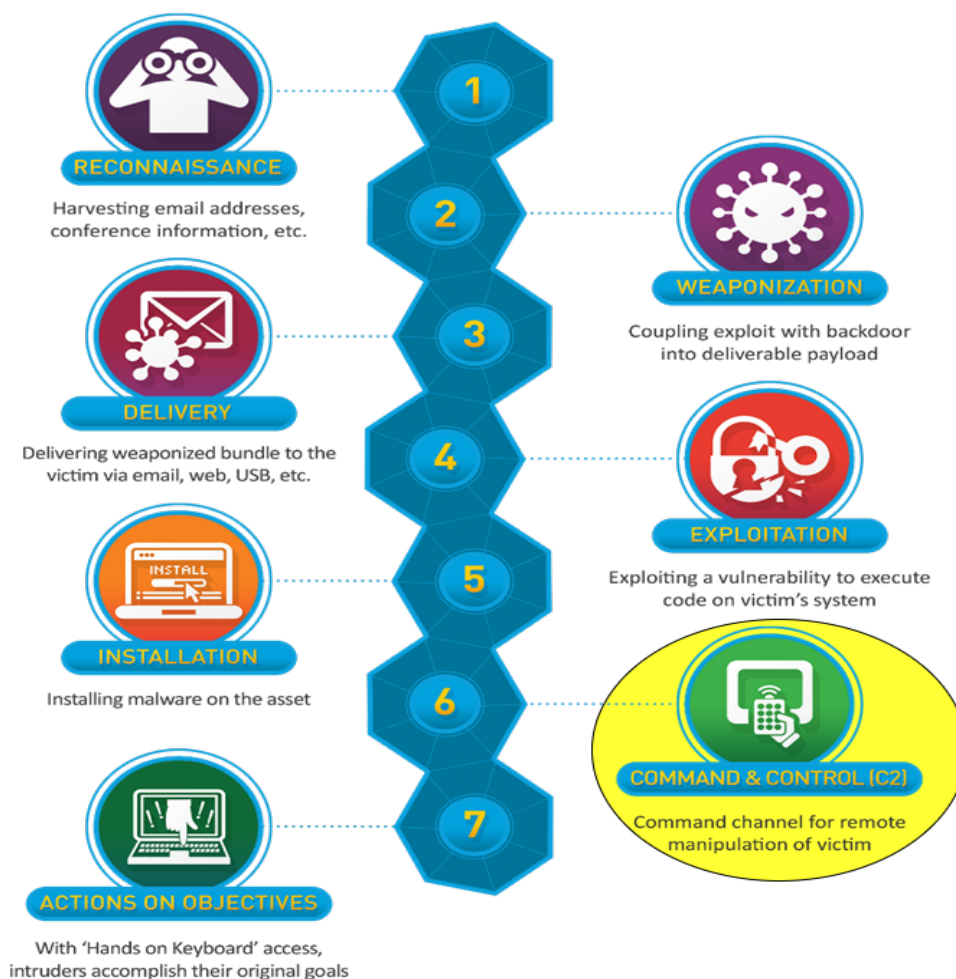 1
RECONNAISSANCE
Harvesting email addresses,
conference information, etc.
2
WEAPONIZATION
Coupling exploit with backdoor
into deliverable payload
3
DELIVERY
Delivering weaponized bundle to the
victim via email, web, USB, etc.
4
EXPLOITATION
Exploiting a vulnerability to execute
code on victim's system
5
INSTALL
INSTALLATION
Installing malware on the asset
6
COMMAND & CONTROL (C2)
Command channel for remote
manipulation of victim
7
ACTIONS ON OBJECTIVES
With ‘Hands on Keyboard’ access,
intruders accomplish their original goals